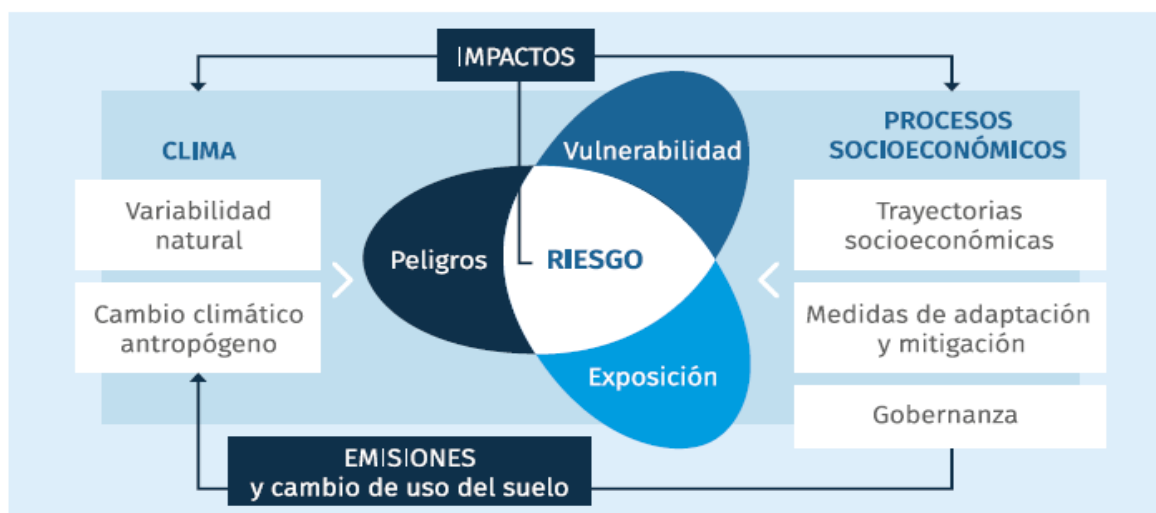 IMPACTOS
CLIMA
Variabilidad
natural
Cambio climático
antropógeno
Peligros
RIESGO
Vulnerabilidad
Exposición
PROCESOS
SOCIOECONÓMICOS
Trayectorias
socioeconómicas
Medidas de adaptación
y mitigación
Gobernanza
EMISIONES
y cambio de uso del suelo